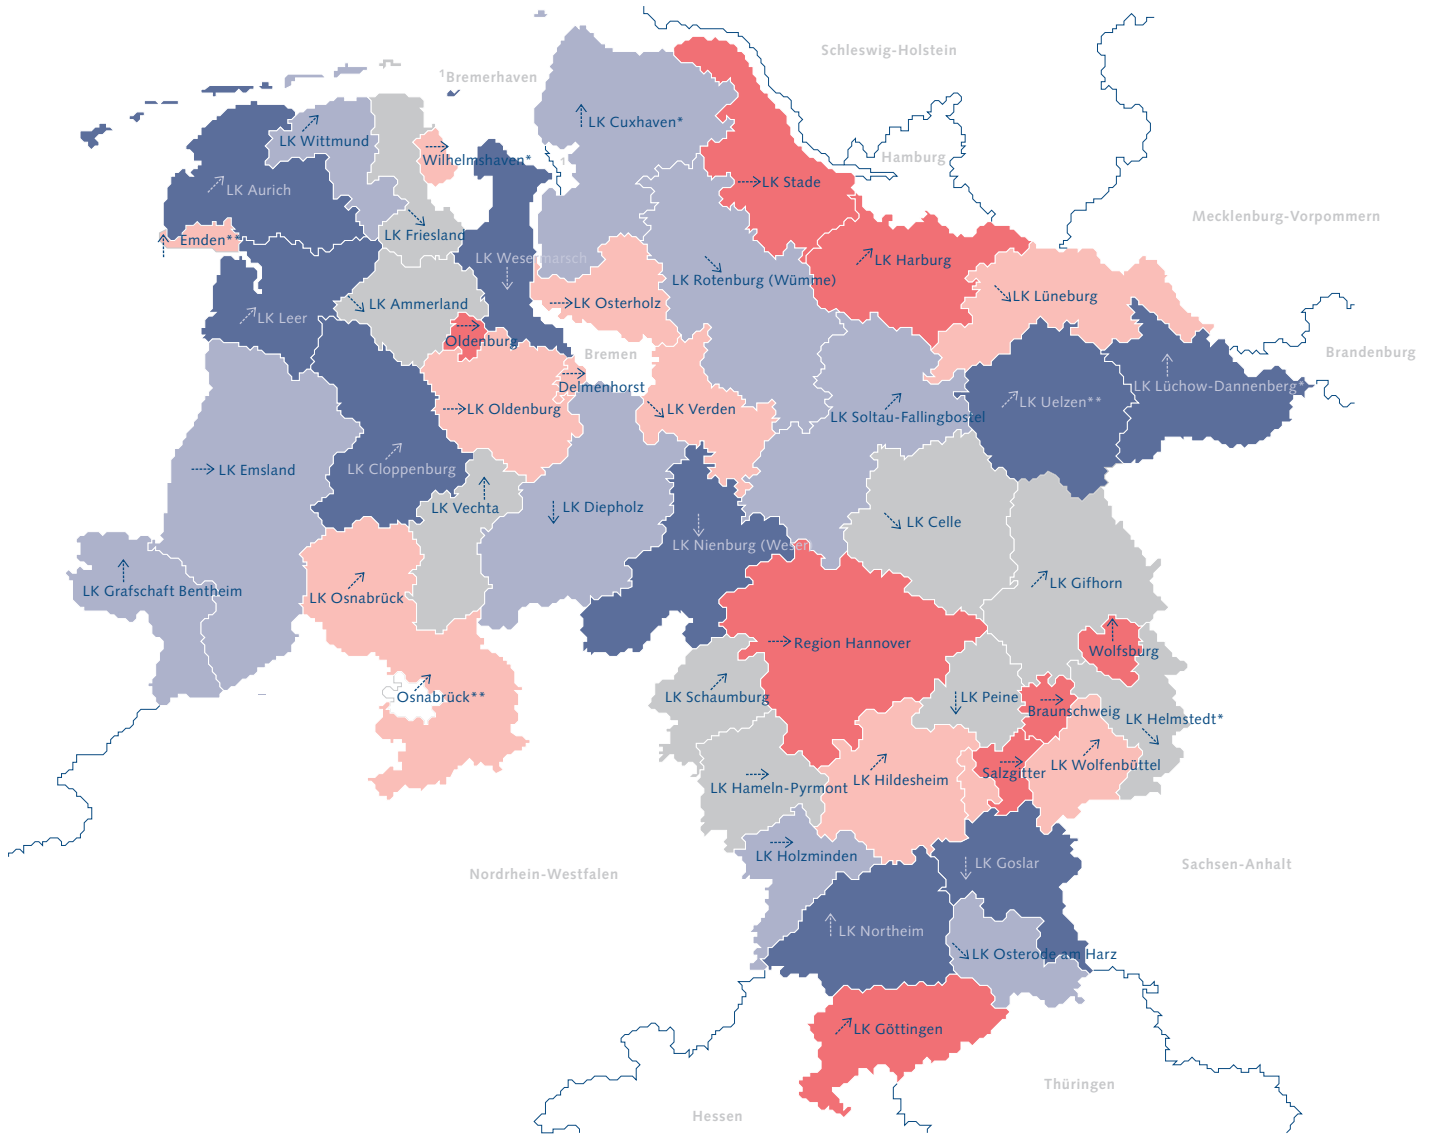 Schleswig-Holstein
¹Bremerhaven
LK Cuxhaven*
LK Wittmund
Wilhelmshaven*
1
Hamburg
LK Stade
LK Aurich
Mecklenburg-Vorpommern
LK Friesland
Emden**
LK Wesermarsch
LK Harburg
LK Rotenburg (Wümme)
LK Lüneburg
LK Ammerland
LK Osterholz
LK Leer
Oldenburg
Bremen
Brandenburg
Delmenhorst
LK Lüchow-Dannenberg*
LK Uelzen**
LK Oldenburg
LK Verden
LK Soltau-Fallingbostel
LK Emsland
LK Cloppenburg
LK Vechta
LK Diepholz
LK Celle
LK Nienburg (Weser)
LK Gifhorn
LK Grafschaft Bentheim
LK Osnabrück
Region Hannover
Wolfsburg
Osnabrück**
LK Schaumburg
LK Peine
Braunschweig
LK Helmstedt*
LK Wolfenbüttel
Salzgitter
LK Hildesheim
LK Hameln-Pyrmont
LK Holzminden
LK Goslar
Sachsen-Anhalt
Nordrhein-Westfalen
LK Northeim
LK Osterode am Harz
LK Göttingen
Thüringen
Hessen